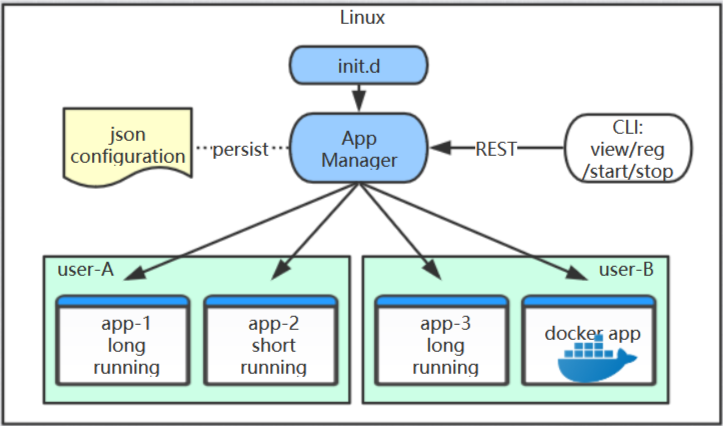 Linux
init.d
json
configuration
persist
App
Manager
REST
CLI:
view/reg
/start/stop
user-A
user-B
app-1
long
running
app-2
short
running
app-3
long
running
docker app